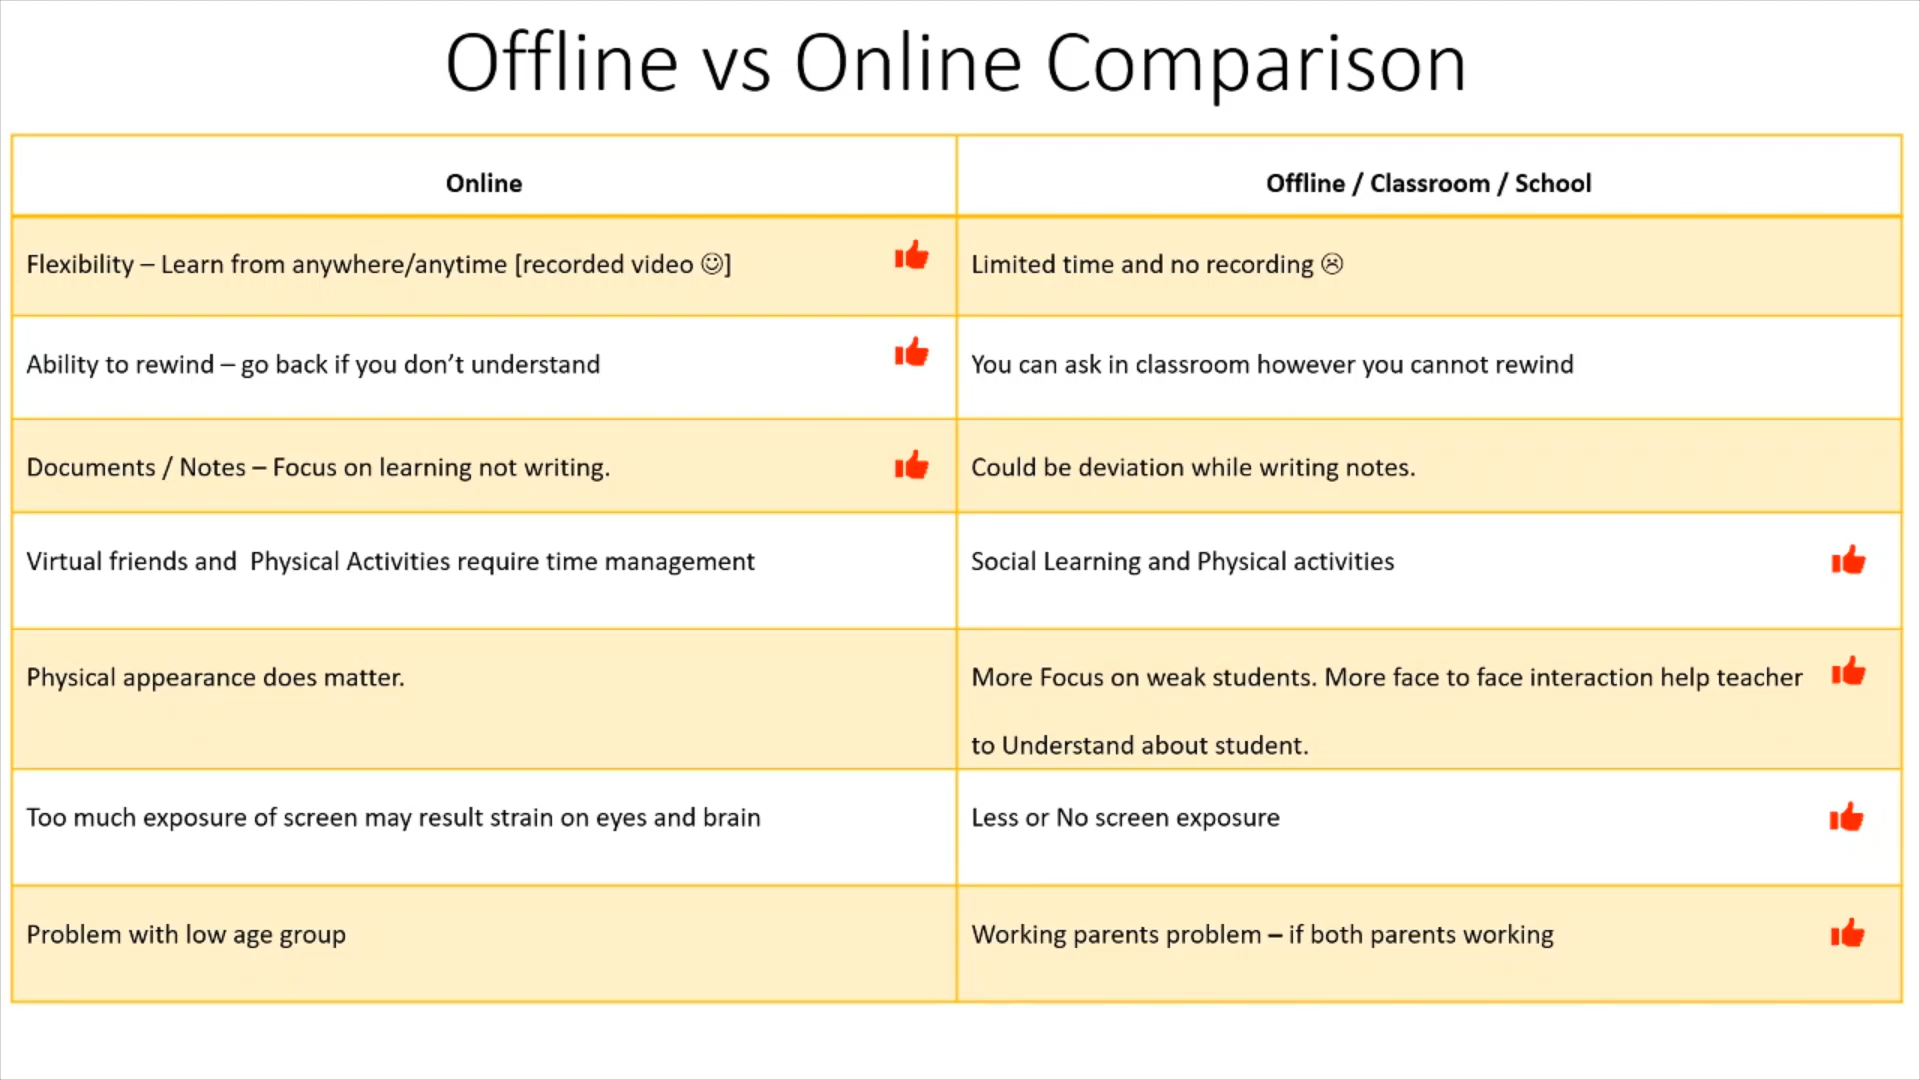 Offline vs Online Comparison
Online
Offline / Classroom / School
Flexibility – Learn from anywhere/anytime [recorded video ☺]
Limited time and no recording ☹
Ability to rewind – go back if you don’t understand
You can ask in classroom however you cannot rewind
Documents / Notes – Focus on learning not writing.
Could be deviation while writing notes.
Virtual friends and  Physical Activities require time management
Social Learning and Physical activities
Physical appearance does matter.
More Focus on weak students. More face to face interaction help teacher
to Understand about student.
Too much exposure of screen may result strain on eyes and brain
Less or No screen exposure
Problem with low age group
Working parents problem – if both parents working